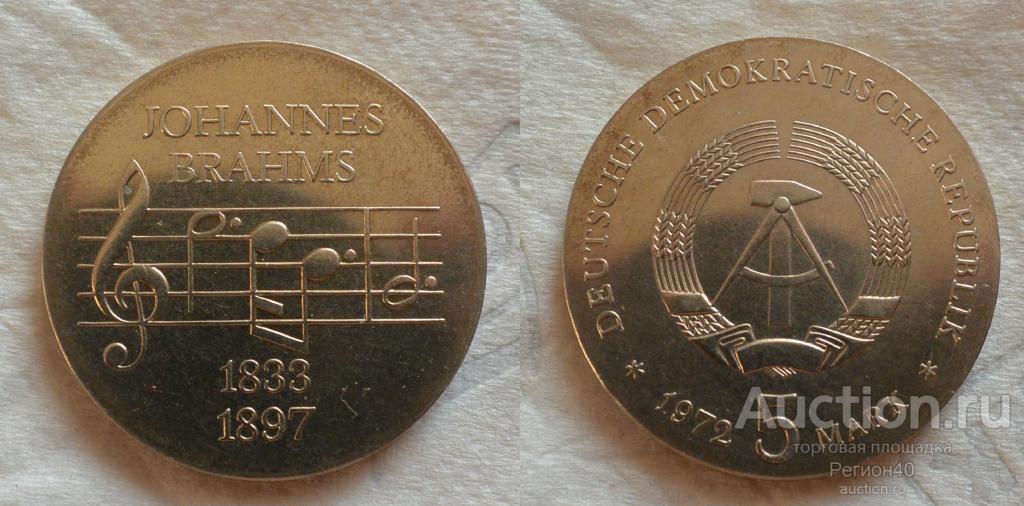 JOHANNES
BRAHMS
1833
1897
DEUTSCHE DEMOKRATISCHE REPUBLIK
* 1972 5 MARK *
Auction.ru
торговая площадка
Регион40
auction.ru